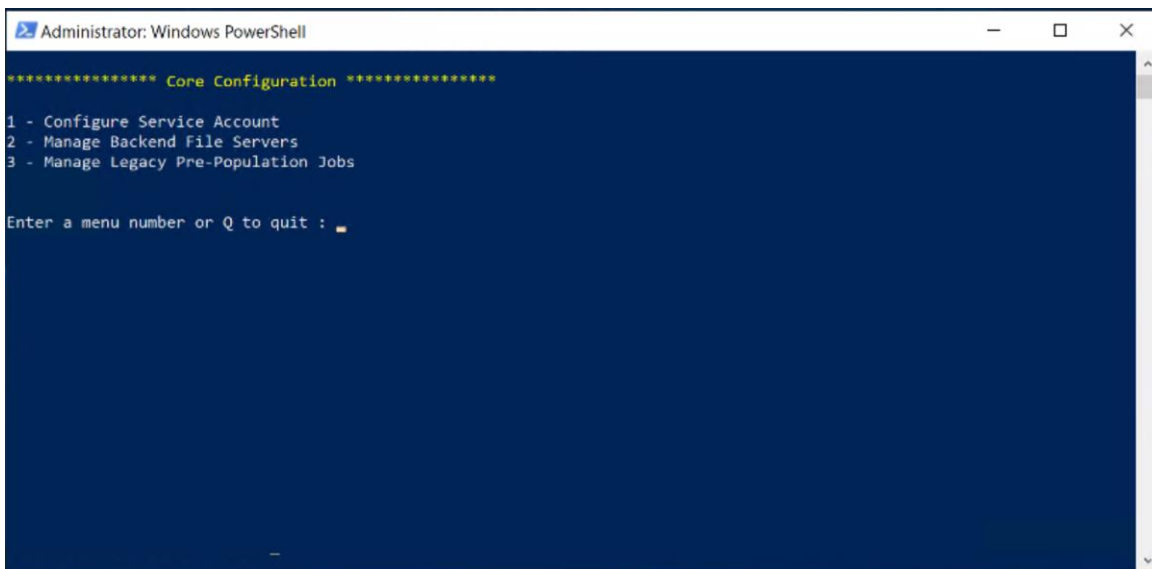 Administrator: Windows PowerShell
**************** Core Configuration ****************
1 - Configure Service Account
2 - Manage Backend File Servers
3 - Manage Legacy Pre-Population Jobs
Enter a menu number or Q to quit :